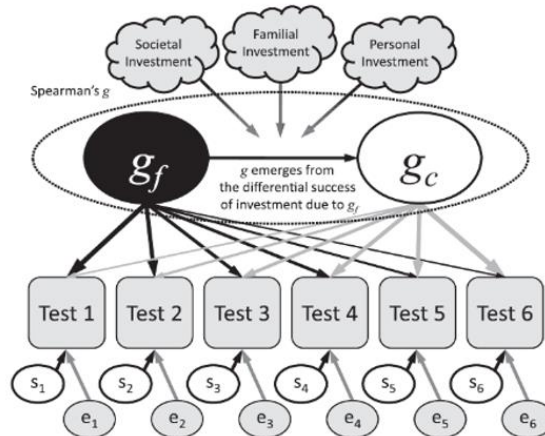 Societal
Investment
Familial
Investment
Personal
Investment
Spearman's g
gf
gc
g emerges from
the differential success
of investment due to gf
Test 1
Test 2
Test 3
Test 4
Test 5
Test 6
s1
s2
s3
s4
s5
s6
e1
e2
e3
e4
e5
e6